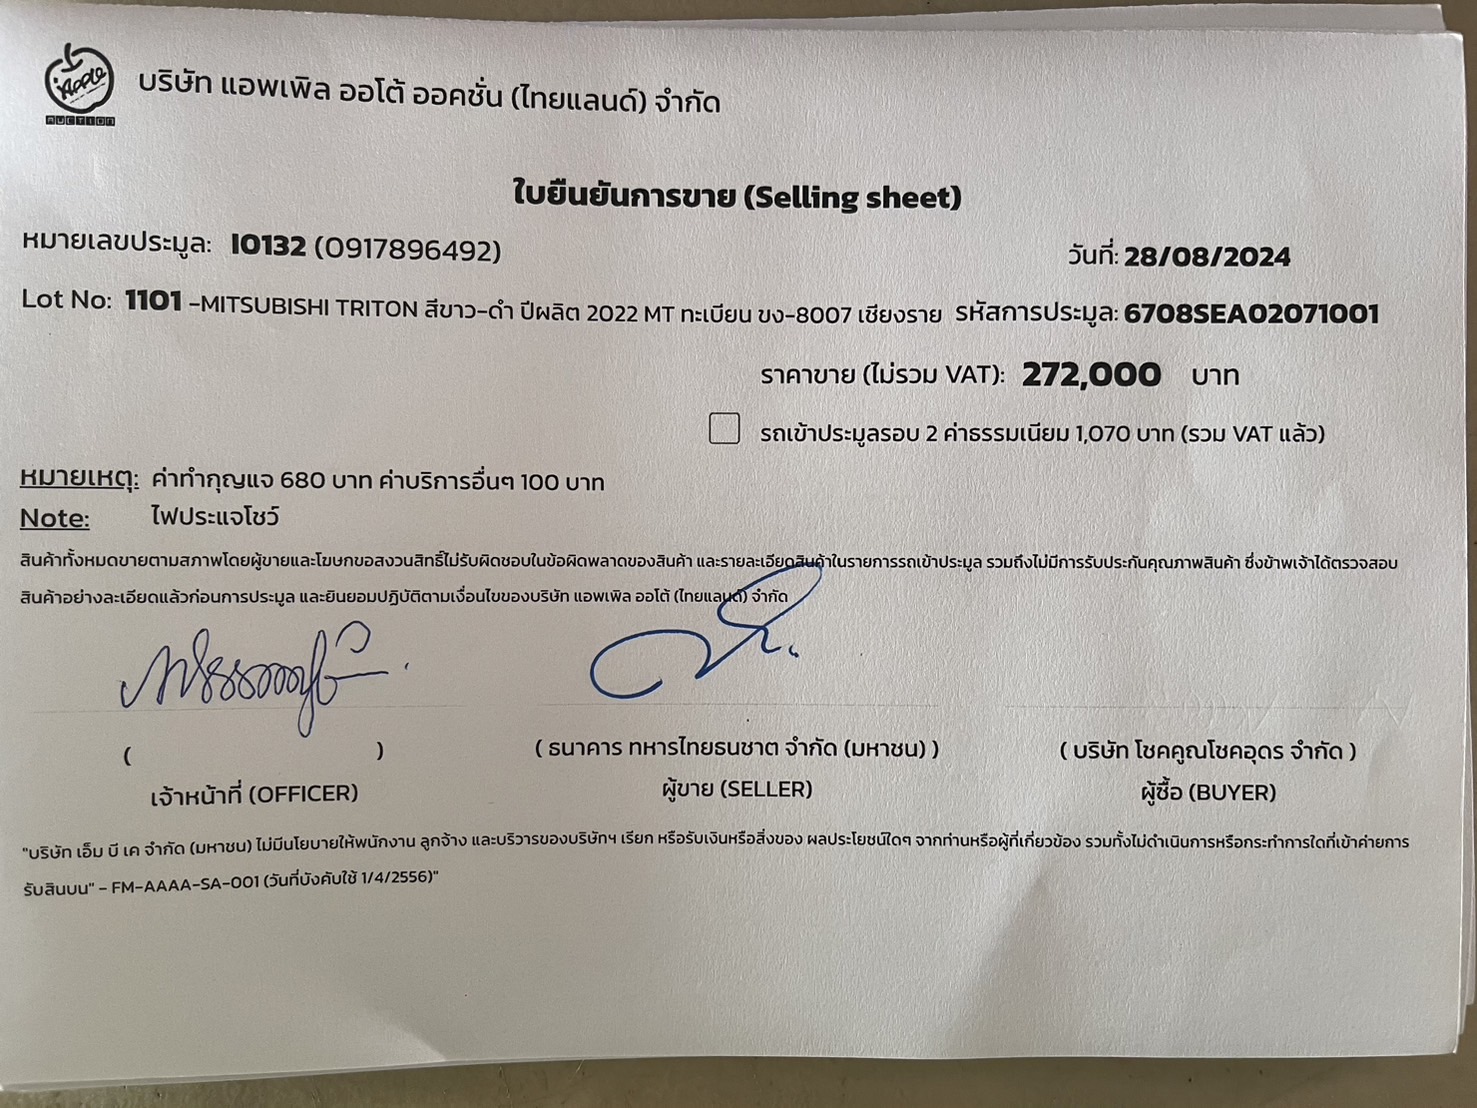 Apple
AUCTION
บริษัท แอพเพิล ออโต้ ออคชั่น (ไทยแลนด์) จำกัด
ใบยืนยันการขาย (Selling sheet)
หมายเลขประมูล: I0132 (0917896492)
วันที่: 28/08/2024
Lot No: 1101 -MITSUBISHI TRITON สีขาว-ดำ ปีผลิต 2022 MT ทะเบียน ขง-8007 เชียงราย รหัสการประมูล: 6708SEA02071001
ราคาขาย (ไม่รวม VAT): 272,000 บาท
รถเข้าประมูลรอบ 2 ค่าธรรมเนียม 1,070 บาท (รวม VAT แล้ว)
หมายเหตุ: ค่าทำกุญแจ 680 บาท ค่าบริการอื่นๆ 100 บาท
Note: ไฟประแจโชว์
สินค้าทั้งหมดขายตามสภาพโดยผู้ขายและโฆษกขอสงวนสิทธิ์ไม่รับผิดชอบในข้อผิดพลาดของสินค้า และรายละเอียดสินค้าในรายการรถเข้าประมูล รวมถึงไม่มีการรับประกันคุณภาพสินค้า ซึ่งข้าพเจ้าได้ตรวจสอบ
สินค้าอย่างละเอียดแล้วก่อนการประมูล และยินยอมปฏิบัติตามเงื่อนไขของบริษัท แอพเพิล ออโต้ (ไทยแลนด์) จำกัด
( ) ( ธนาคาร ทหารไทยธนชาต จำกัด (มหาชน) ) ( บริษัท โชคคูณโชคอุดร จำกัด )
เจ้าหน้าที่ (OFFICER) ผู้ขาย (SELLER) ผู้ซื้อ (BUYER)
"บริษัท เอ็ม บี เค จำกัด (มหาชน) ไม่มีนโยบายให้พนักงาน ลูกจ้าง และบริวารของบริษัทฯ เรียก หรือรับเงินหรือสิ่งของ ผลประโยชน์ใดๆ จากท่านหรือผู้ที่เกี่ยวข้อง รวมทั้งไม่ดำเนินการหรือกระทำการใดที่เข้าค่ายการ
รับสินบน" - FM-AAAA-SA-001 (วันที่บังคับใช้ 1/4/2556)"